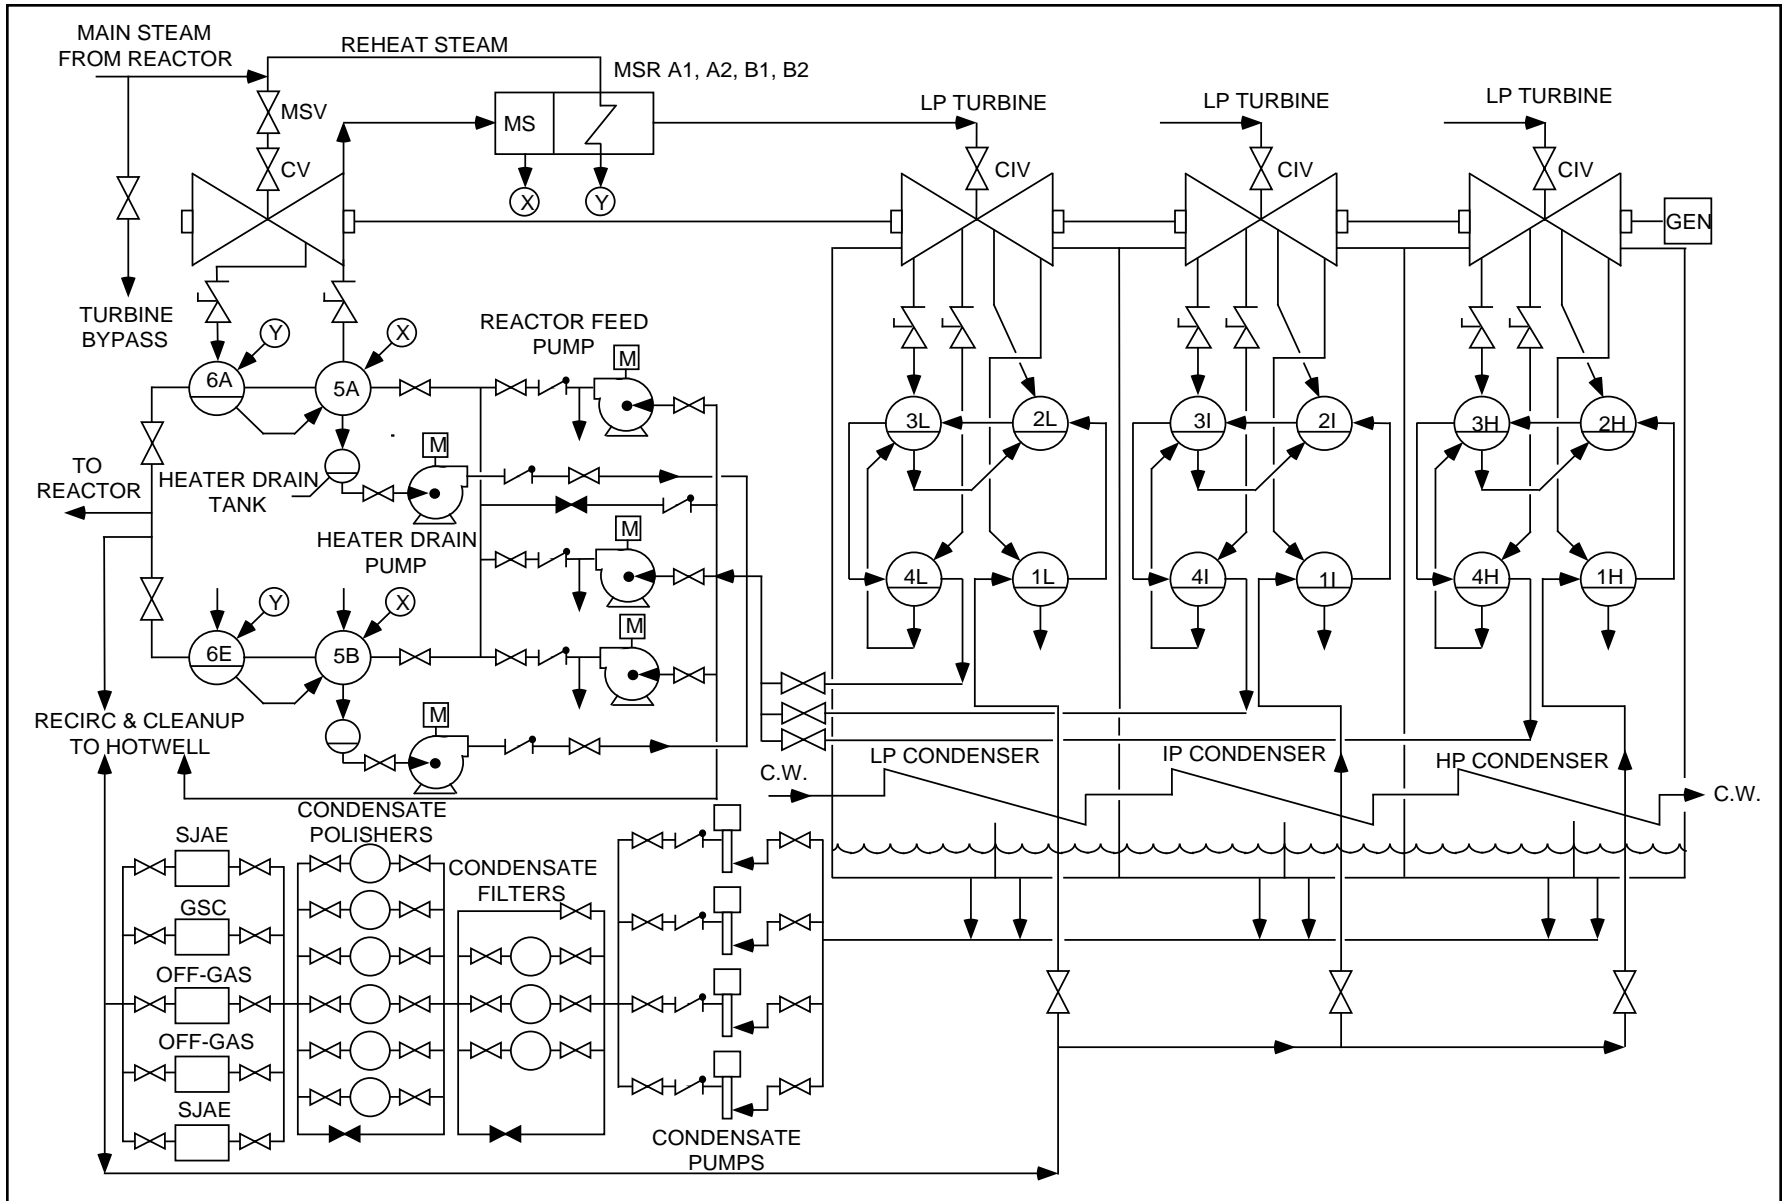 MAIN STEAM
FROM REACTOR
REHEAT STEAM
MSR A1, A2, B1, B2
LP TURBINE
LP TURBINE
LP TURBINE
MSV
MS
CV
CIV
CIV
CIV
X
Y
GEN
TURBINE
BYPASS
Y
X
REACTOR FEED
PUMP
M
6A
5A
3L
2L
3I
2I
3H
2H
M
TO
REACTOR
HEATER DRAIN
TANK
HEATER DRAIN
PUMP
M
4L
1L
4I
1I
4H
1H
Y
X
M
6E
5B
M
RECIRC & CLEANUP
TO HOTWELL
LP CONDENSER
IP CONDENSER
HP CONDENSER
C.W.
C.W.
CONDENSATE
POLISHERS
SJAE
CONDENSATE
FILTERS
GSC
OFF-GAS
OFF-GAS
SJAE
CONDENSATE
PUMPS